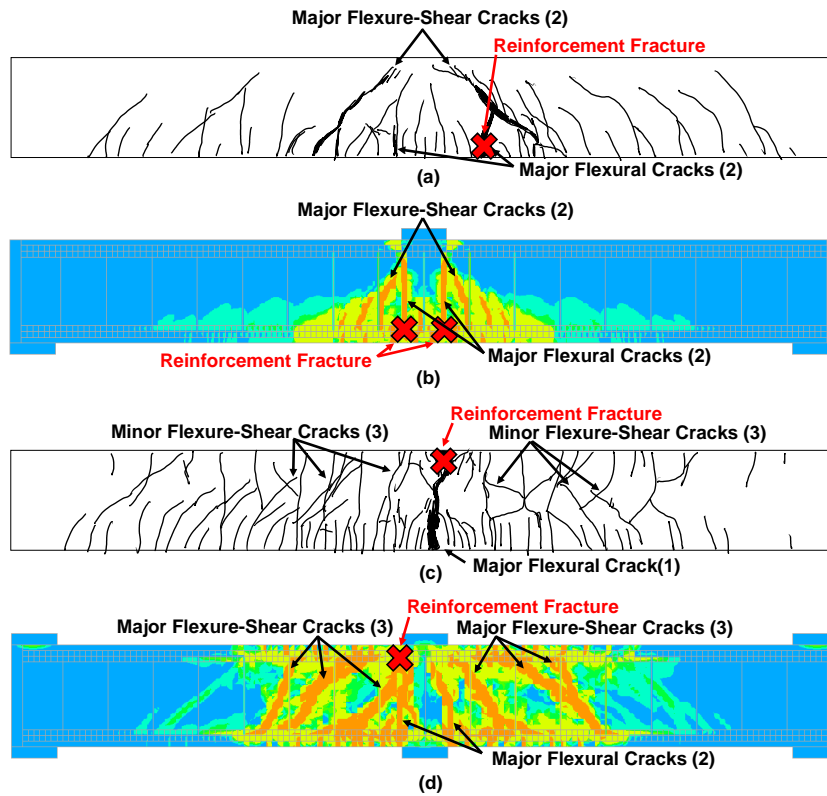 Major Flexure-Shear Cracks (2)
Reinforcement Fracture
Major Flexural Cracks (2)
(a)
Major Flexure-Shear Cracks (2)
Reinforcement Fracture
Major Flexural Cracks (2)
(b)
Reinforcement Fracture
Minor Flexure-Shear Cracks (3)
Minor Flexure-Shear Cracks (3)
Major Flexural Crack(1)
(c)
Reinforcement Fracture
Major Flexure-Shear Cracks (3)
Major Flexure-Shear Cracks (3)
Major Flexural Cracks (2)
(d)